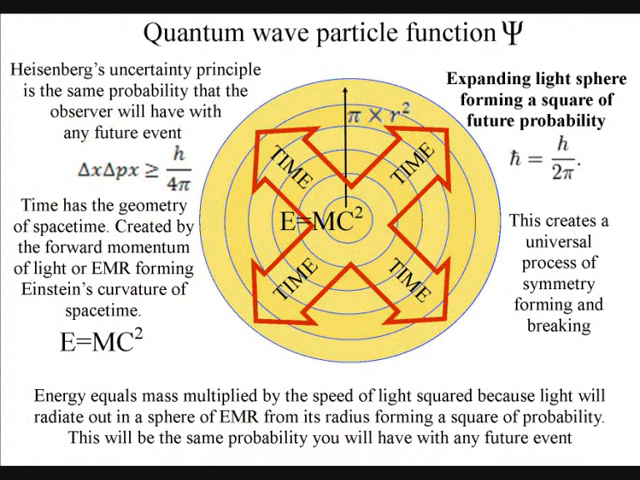 Quantum wave particle function Ψ
Heisenberg's uncertainty principle
is the same probability that the
observer will have with
any future event
ΔxΔpx ≥ h/4π
Time has the geometry
of spacetime. Created by
the forward momentum
of light or EMR forming
Einstein's curvature of
spacetime.
E=MC²
π × r²
TIME
TIME
E=MC²
TIME
TIME
Expanding light sphere
forming a square of
future probability
ħ = h/2π.
This creates a
universal
process of
symmetry
forming and
breaking
Energy equals mass multiplied by the speed of light squared because light will
radiate out in a sphere of EMR from its radius forming a square of probability.
This will be the same probability you will have with any future event